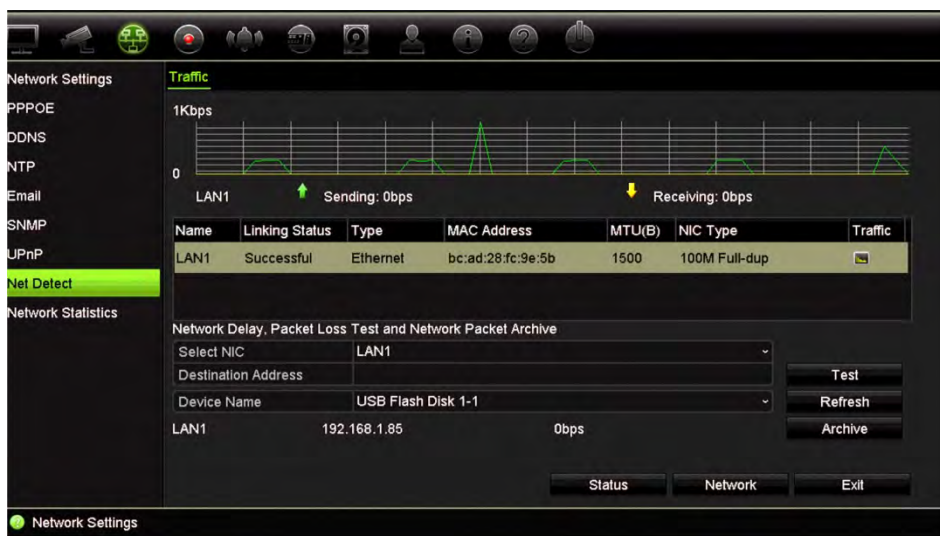 Network Settings
PPPOE
DDNS
NTP
Email
SNMP
UPnP
Net Detect
Network Statistics
Traffic
1Kbps
0
LAN1 Sending: 0bps Receiving: 0bps
Name Linking Status Type MAC Address MTU(B) NIC Type Traffic
LAN1 Successful Ethernet bc:ad:28:fc:9e:5b 1500 100M Full-dup
Network Delay, Packet Loss Test and Network Packet Archive
Select NIC LAN1
Destination Address Test
Device Name USB Flash Disk 1-1 Refresh
LAN1 192.168.1.85 0bps Archive
Status Network Exit
Network Settings